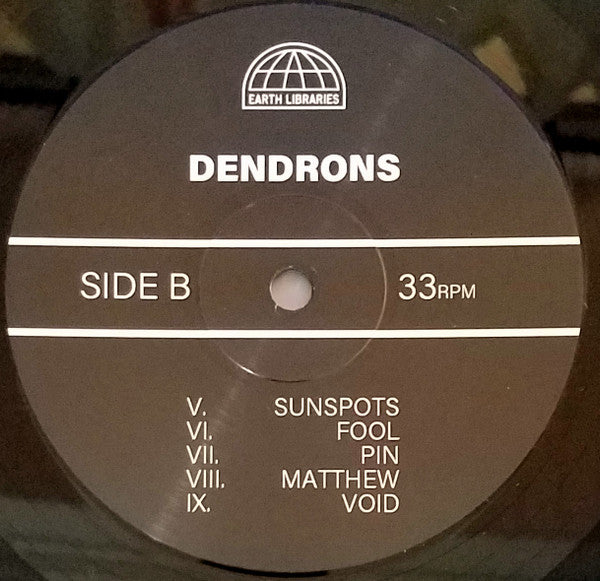 EARTH LIBRARIES
DENDRONS
SIDE B 33RPM
V. SUNSPOTS
VI. FOOL
VII. PIN
VIII. MATTHEW
IX. VOID